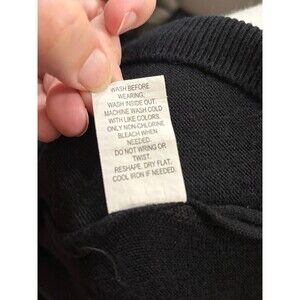 WASH BEFORE
WEARING.
WASH INSIDE OUT.
MACHINE WASH COLD
WITH LIKE COLORS.
ONLY NON-CHLORINE
BLEACH WHEN
NEEDED.
DO NOT WRING OR
TWIST.
RESHAPE, DRY FLAT.
COOL IRON IF NEEDED.